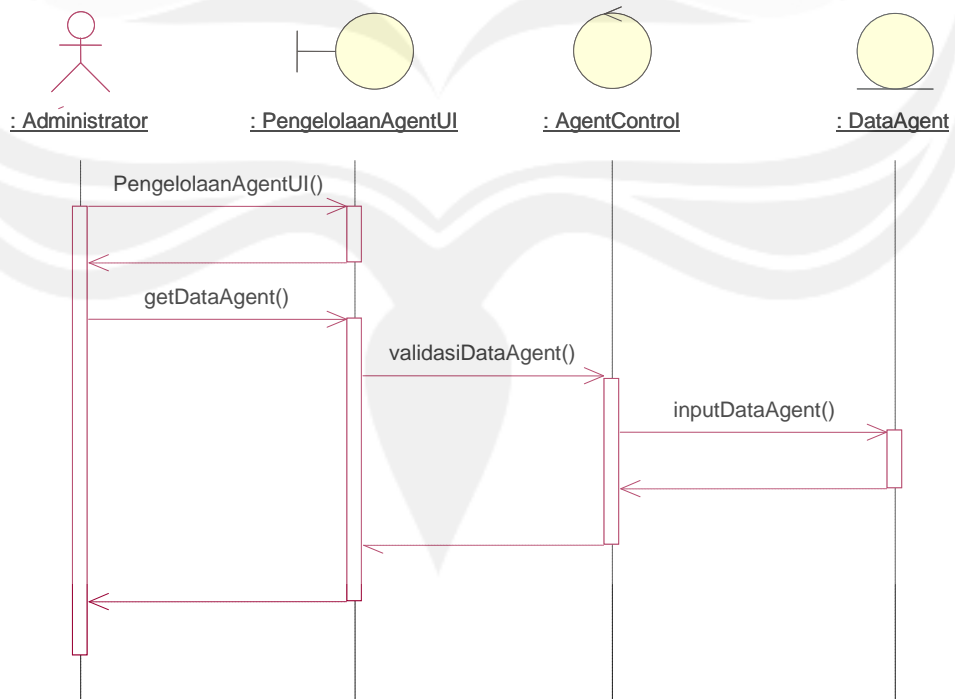 : Administrator
: PengelolaanAgentUI
: AgentControl
: DataAgent
PengelolaanAgentUI()
getDataAgent()
validasiDataAgent()
inputDataAgent()